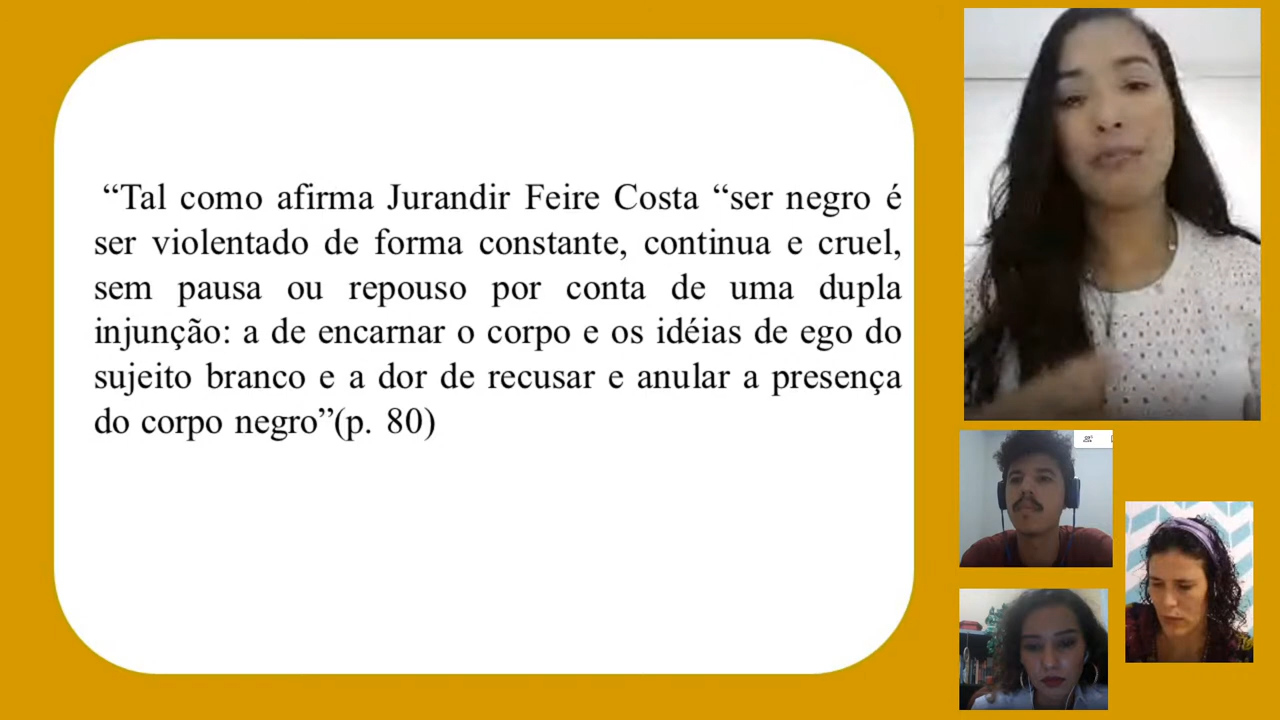 “Tal como afirma Jurandir Feire Costa “ser negro é
ser violentado de forma constante, continua e cruel,
sem pausa ou repouso por conta de uma dupla
injunção: a de encarnar o corpo e os idéias de ego do
sujeito branco e a dor de recusar e anular a presença
do corpo negro”(p. 80)